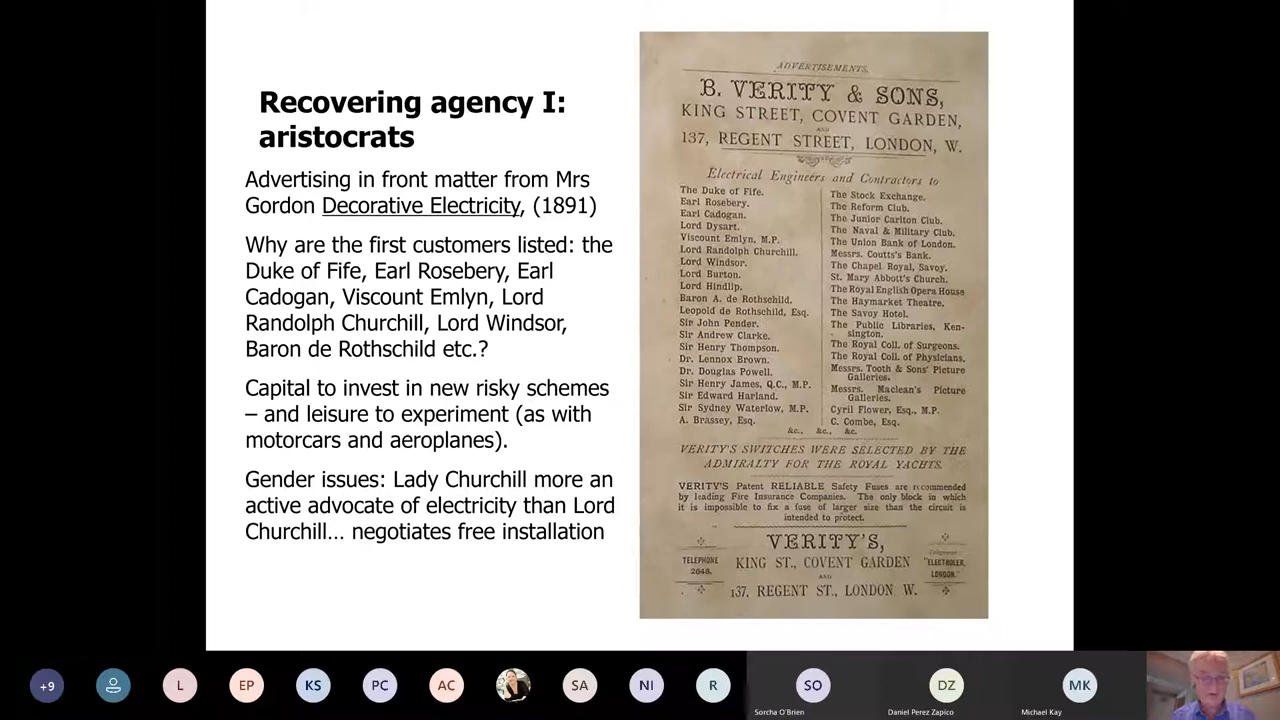 Recovering agency I:
aristocrats
Advertising in front matter from Mrs
Gordon Decorative Electricity, (1891)
Why are the first customers listed: the
Duke of Fife, Earl Rosebery, Earl
Cadogan, Viscount Emlyn, Lord
Randolph Churchill, Lord Windsor,
Baron de Rothschild etc.?
Capital to invest in new risky schemes
– and leisure to experiment (as with
motorcars and aeroplanes).
Gender issues: Lady Churchill more an
active advocate of electricity than Lord
Churchill... negotiates free installation
ADVERTISEMENTS.
B. VERITY & SONS,
KING STREET, COVENT GARDEN,
AND
137, REGENT STREET, LONDON, W.
Electrical Engineers and Contractors to
The Duke of Fife.
Earl Rosebery.
Earl Cadogan.
Lord Dysart.
Viscount Emlyn, M.P.
Lord Randolph Churchill.
Lord Windsor.
Lord Burton.
Lord Hindlip.
Baron A. de Rothschild.
Leopold de Rothschild, Esq.
Sir John Pender.
Sir Andrew Clarke.
Sir Henry Thompson.
Dr. Lennox Brown.
Dr. Douglas Powell.
Sir Henry James, Q.C., M.P.
Sir Edward Harland.
Sir Sydney Waterlow, M.P.
A. Brassey, Esq.
The Stock Exchange.
The Reform Club.
The Junior Carlton Club.
The Naval & Military Club.
The Union Bank of London.
Messrs. Coutts's Bank.
The Chapel Royal, Savoy.
St. Mary Abbott's Church.
The Royal English Opera House
The Haymarket Theatre.
The Savoy Hotel.
The Public Libraries, Ken-
sington.
The Royal Coll. of Surgeons.
The Royal Coll. of Physicians.
Messrs. Tooth & Sons' Picture
Galleries.
Messrs. Maclean's Picture
Galleries.
Cyril Flower, Esq., M.P.
C. Combe, Esq.
&c., &c., &c.
VERITY'S SWITCHES WERE SELECTED BY THE
ADMIRALTY FOR THE ROYAL YACHTS.
VERITY'S Patent RELIABLE Safety Fuses are recommended
by leading Fire Insurance Companies. The only block in which
it is impossible to fix a fuse of larger size than the circuit is
intended to protect.
VERITY'S,
TELEPHONE
2648.
KING ST., COVENT GARDEN
AND
137, REGENT ST., LONDON W.
"ELECTROLIER,
LONDON."
+9
L
EP
KS
PC
AC
SA
NI
R
SO
DZ
MK
Sorcha O'Brien
Daniel Perez Zapico
Michael Kay